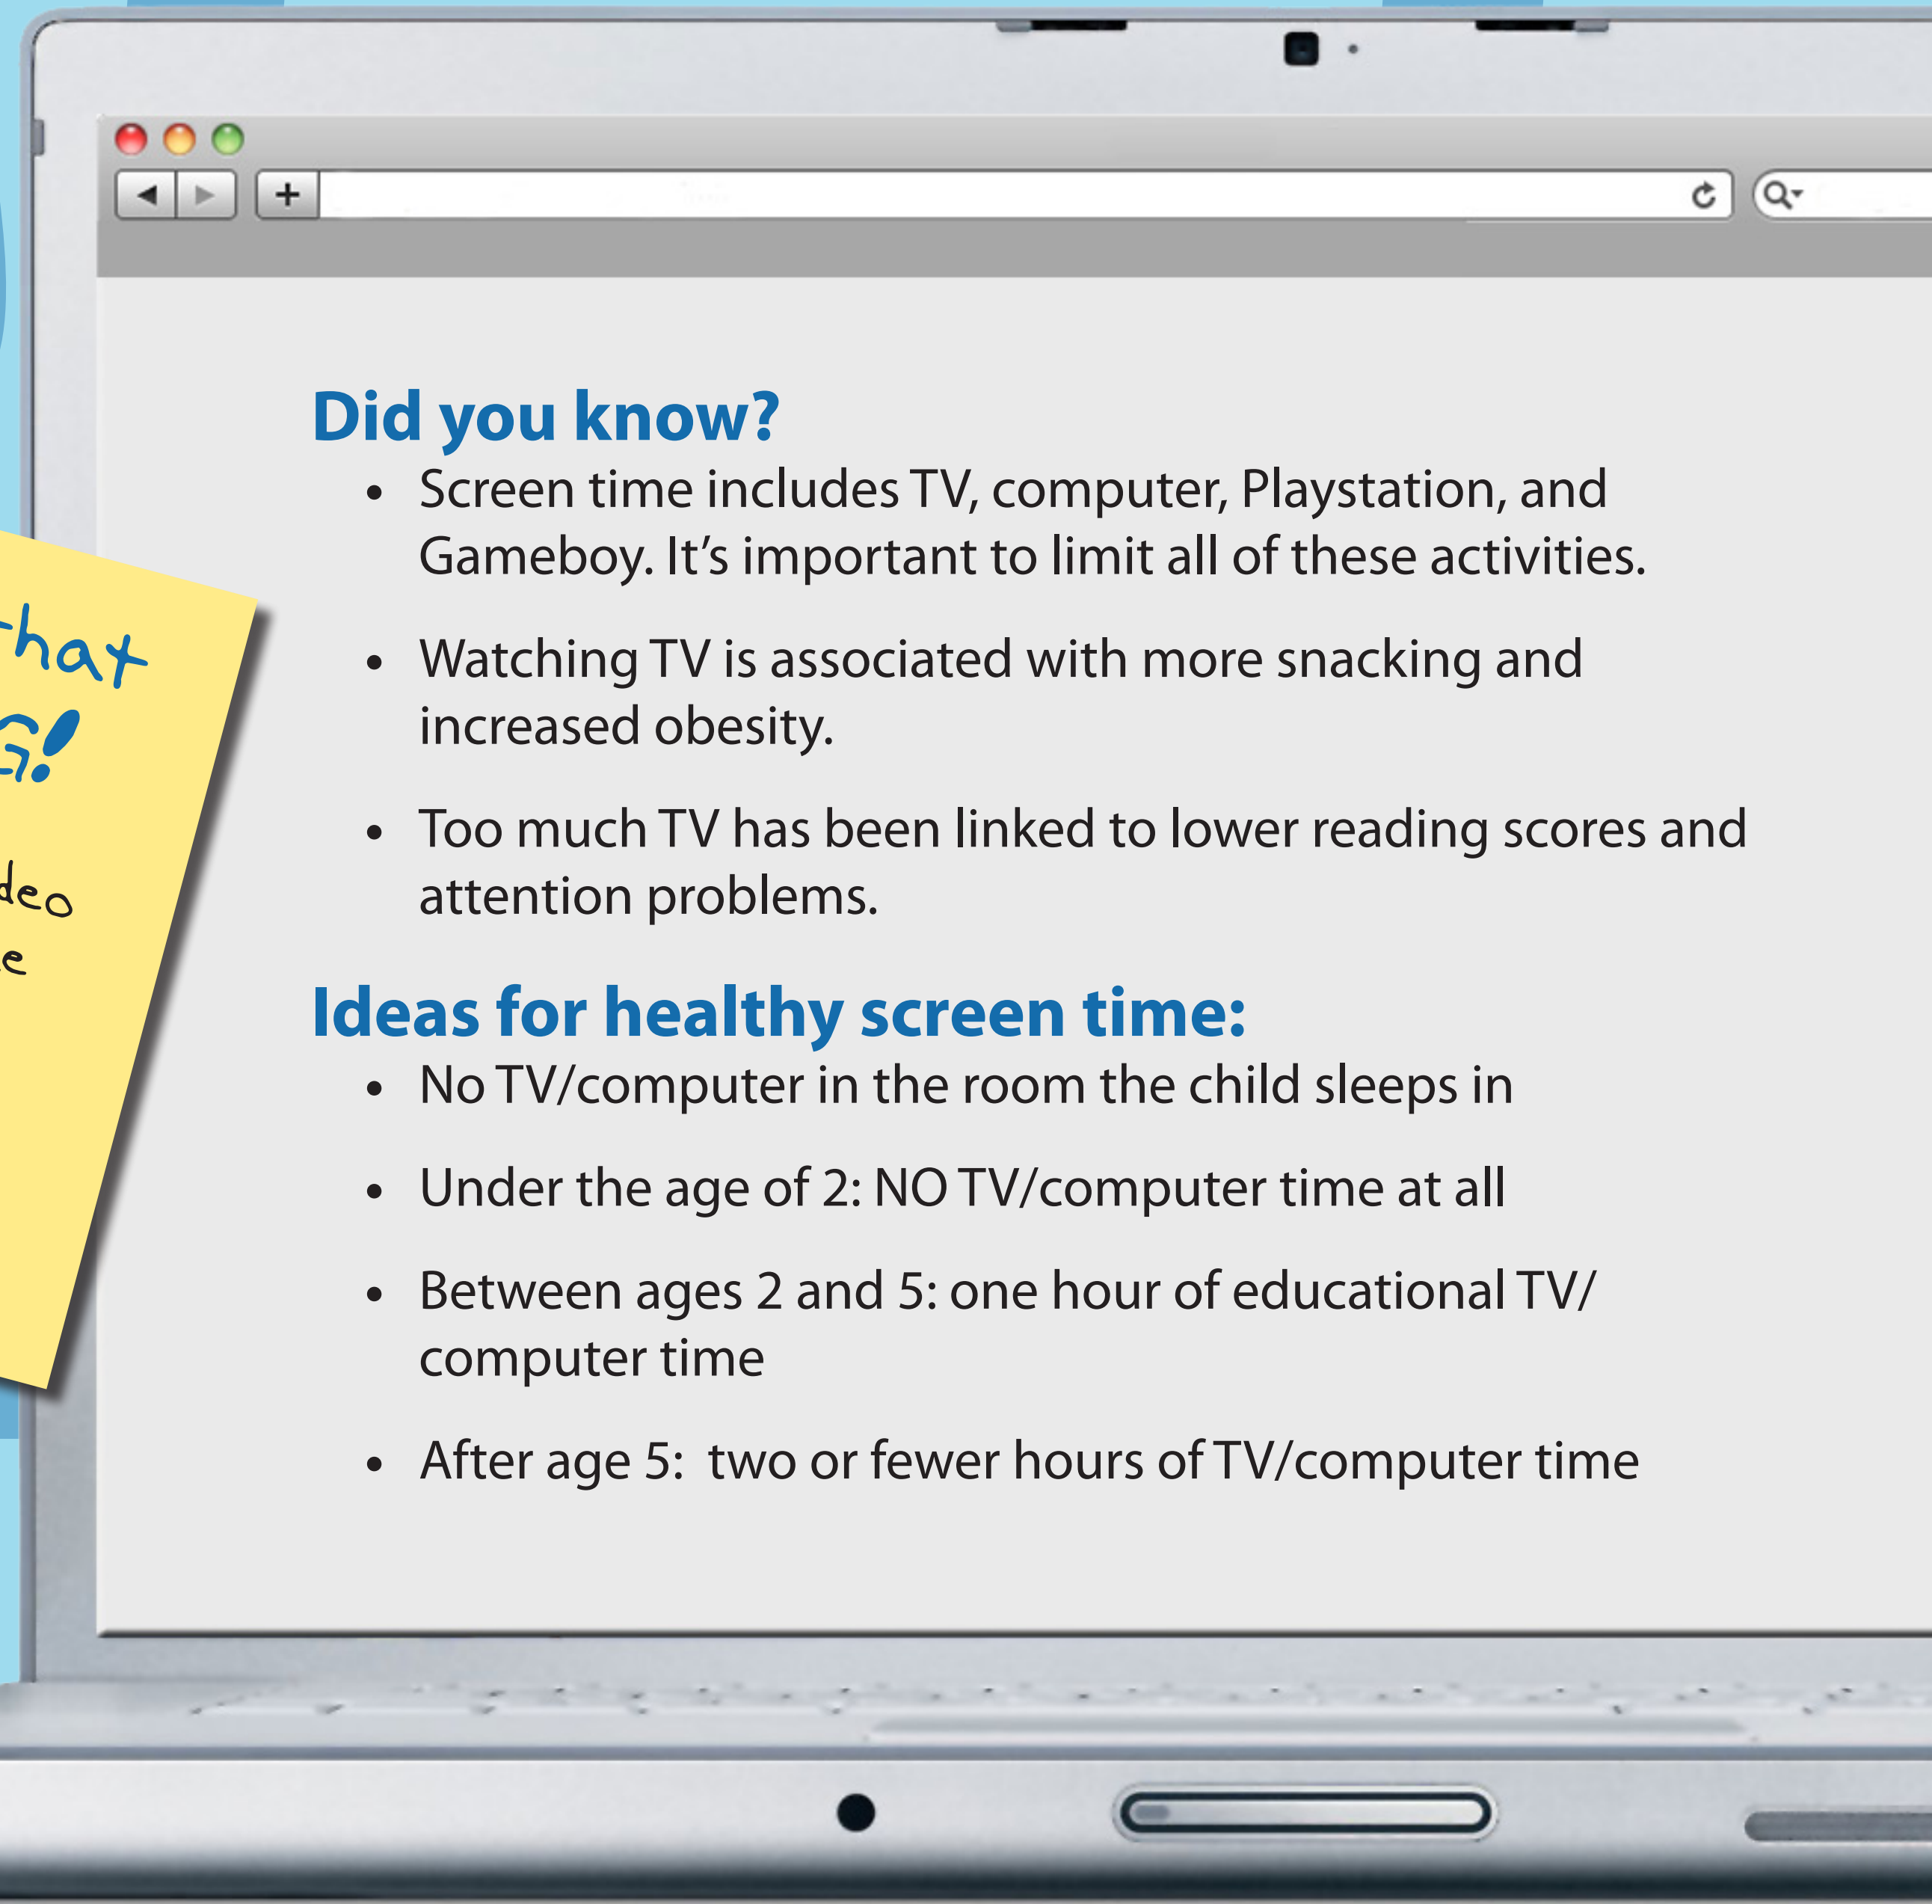 Did you know?
• Screen time includes TV, computer, Playstation, and
Gameboy. It's important to limit all of these activities.
• Watching TV is associated with more snacking and
increased obesity.
• Too much TV has been linked to lower reading scores and
attention problems.
Ideas for healthy screen time:
• No TV/computer in the room the child sleeps in
• Under the age of 2: NO TV/computer time at all
• Between ages 2 and 5: one hour of educational TV/
computer time
• After age 5:  two or fewer hours of TV/computer time